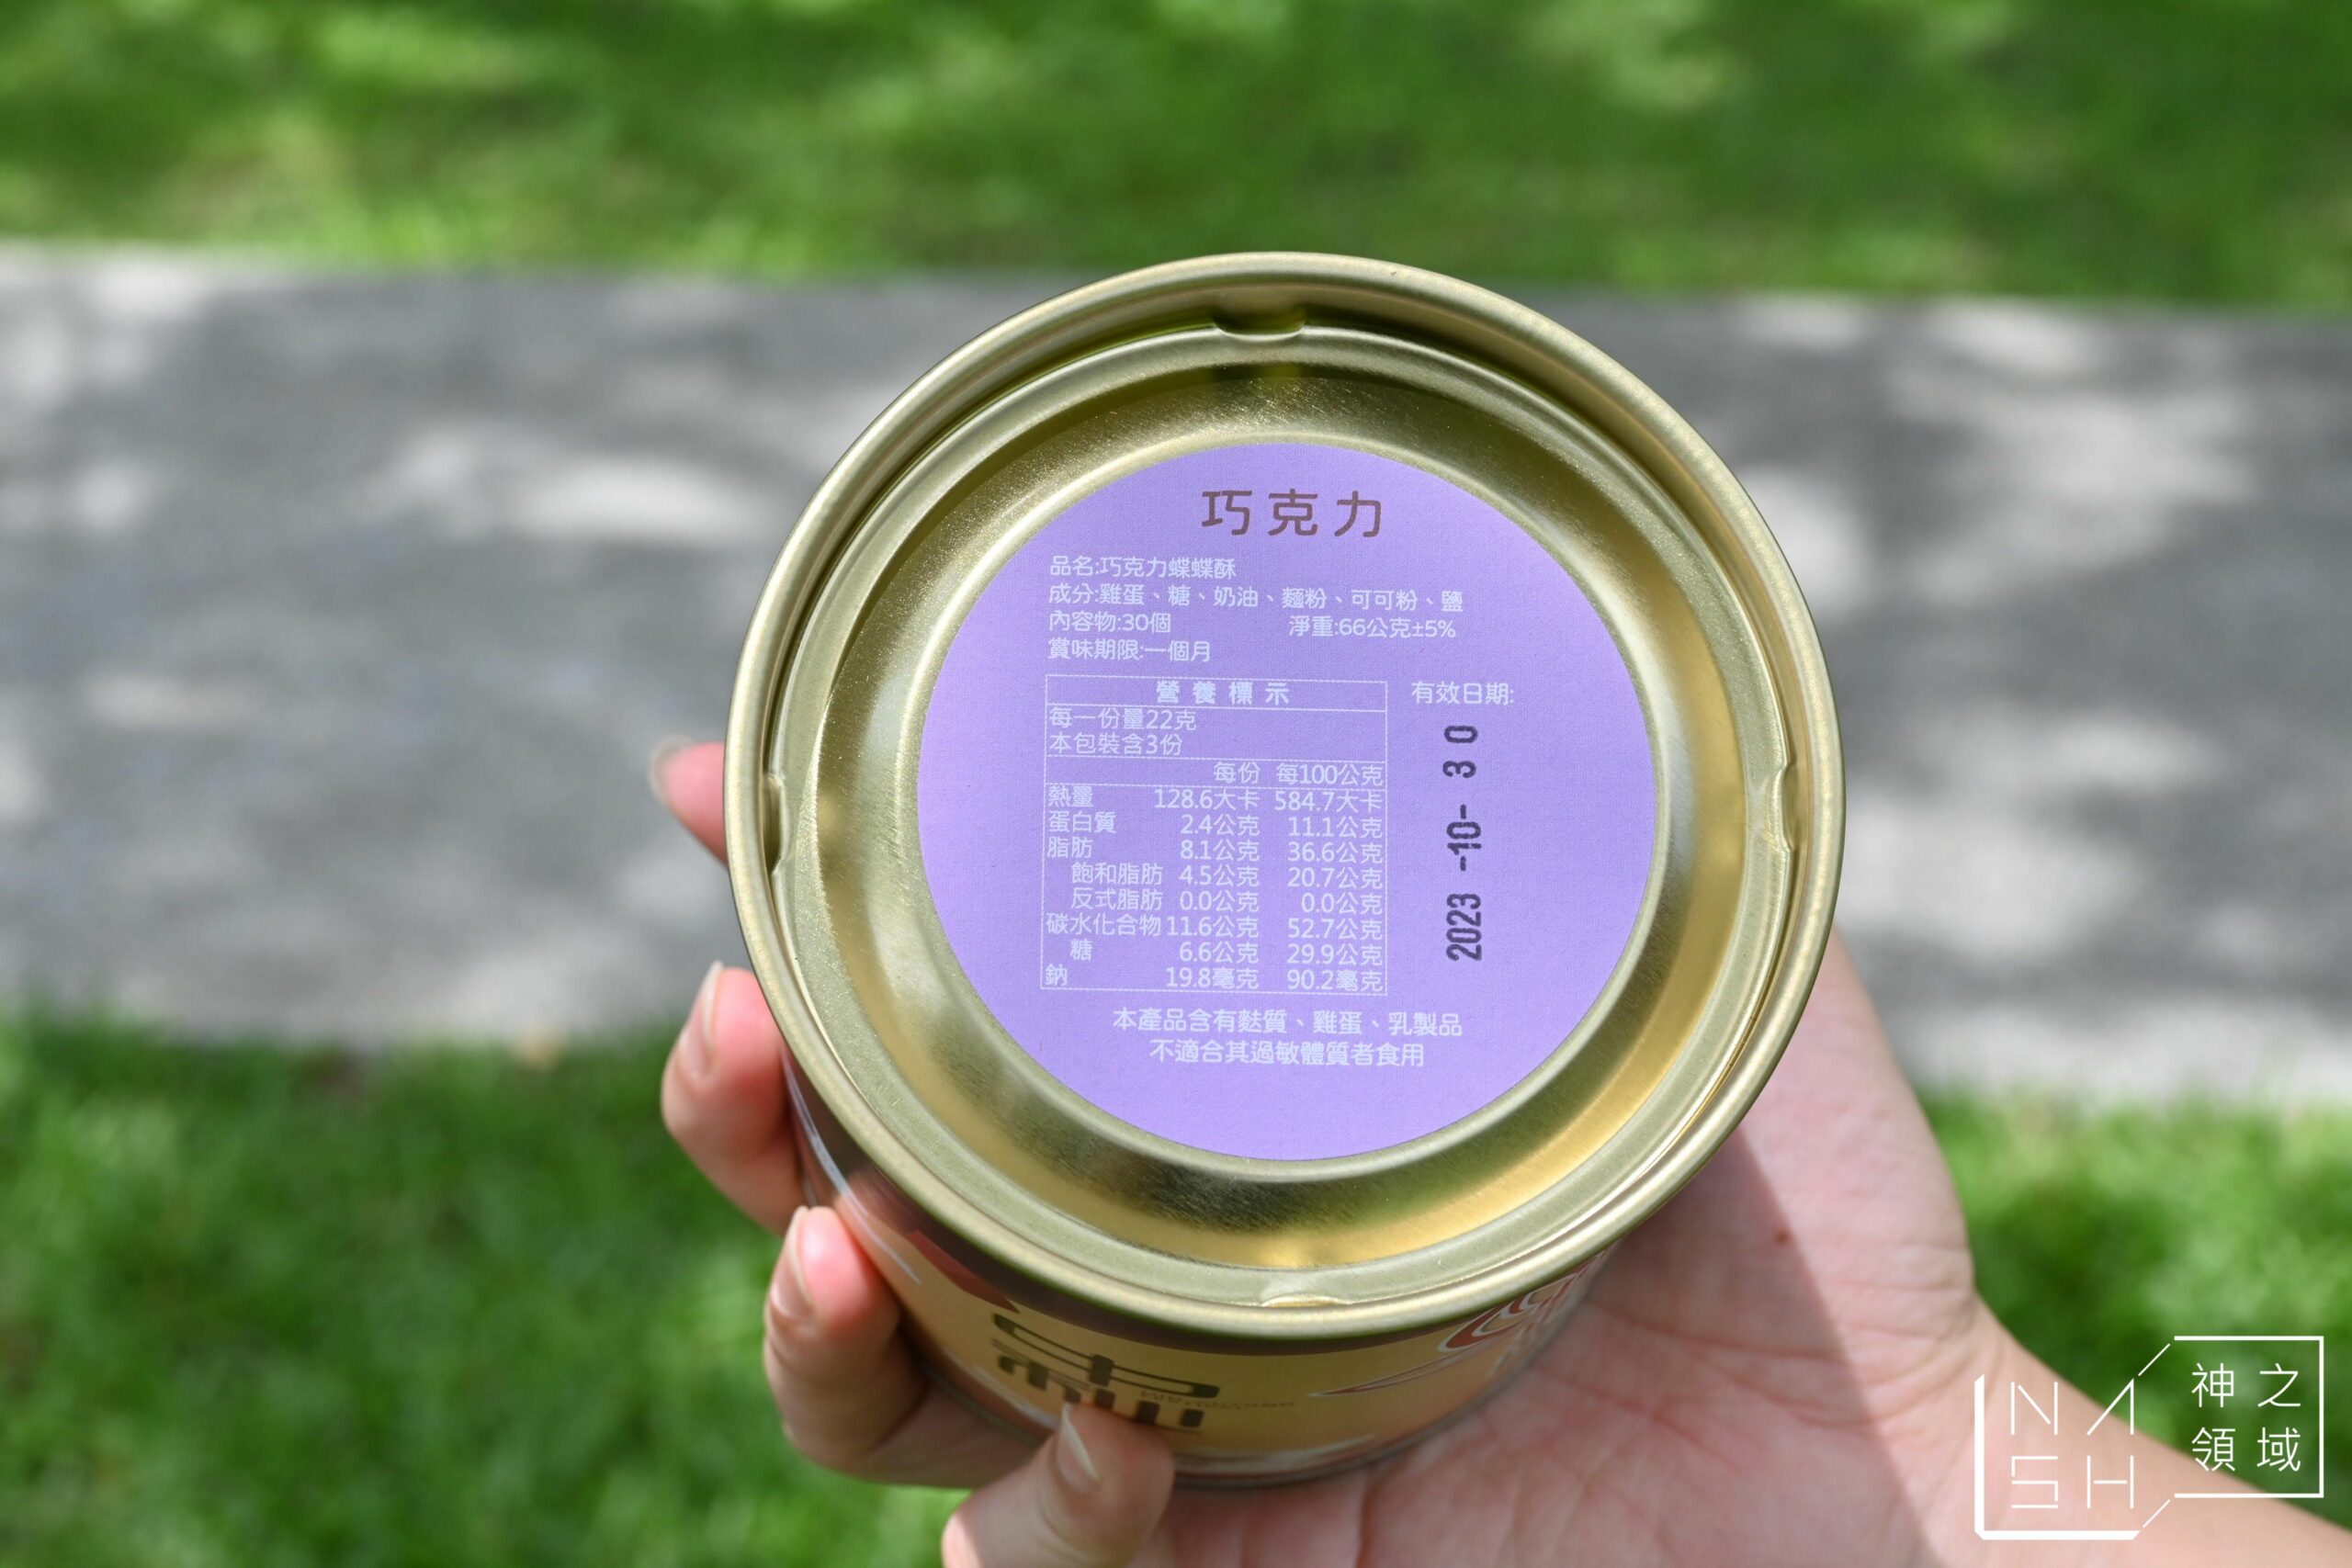 巧克力
品名:巧克力蝶蝶酥
成分:雞蛋、糖、奶油、麵粉、可可粉、鹽
內容物:30個 淨重:66公克±5%
賞味期限:一個月
營養標示
每一份量22克
本包裝含3份
每份 每100公克
熱量 128.6大卡 584.7大卡
蛋白質 2.4公克 11.1公克
脂肪 8.1公克 36.6公克
飽和脂肪 4.5公克 20.7公克
反式脂肪 0.0公克 0.0公克
碳水化合物 11.6公克 52.7公克
糖 6.6公克 29.9公克
鈉 19.8毫克 90.2毫克
有效日期:
2023 -10- 30
本產品含有麩質、雞蛋、乳製品
不適合其過敏體質者食用
NASH
神之
領域